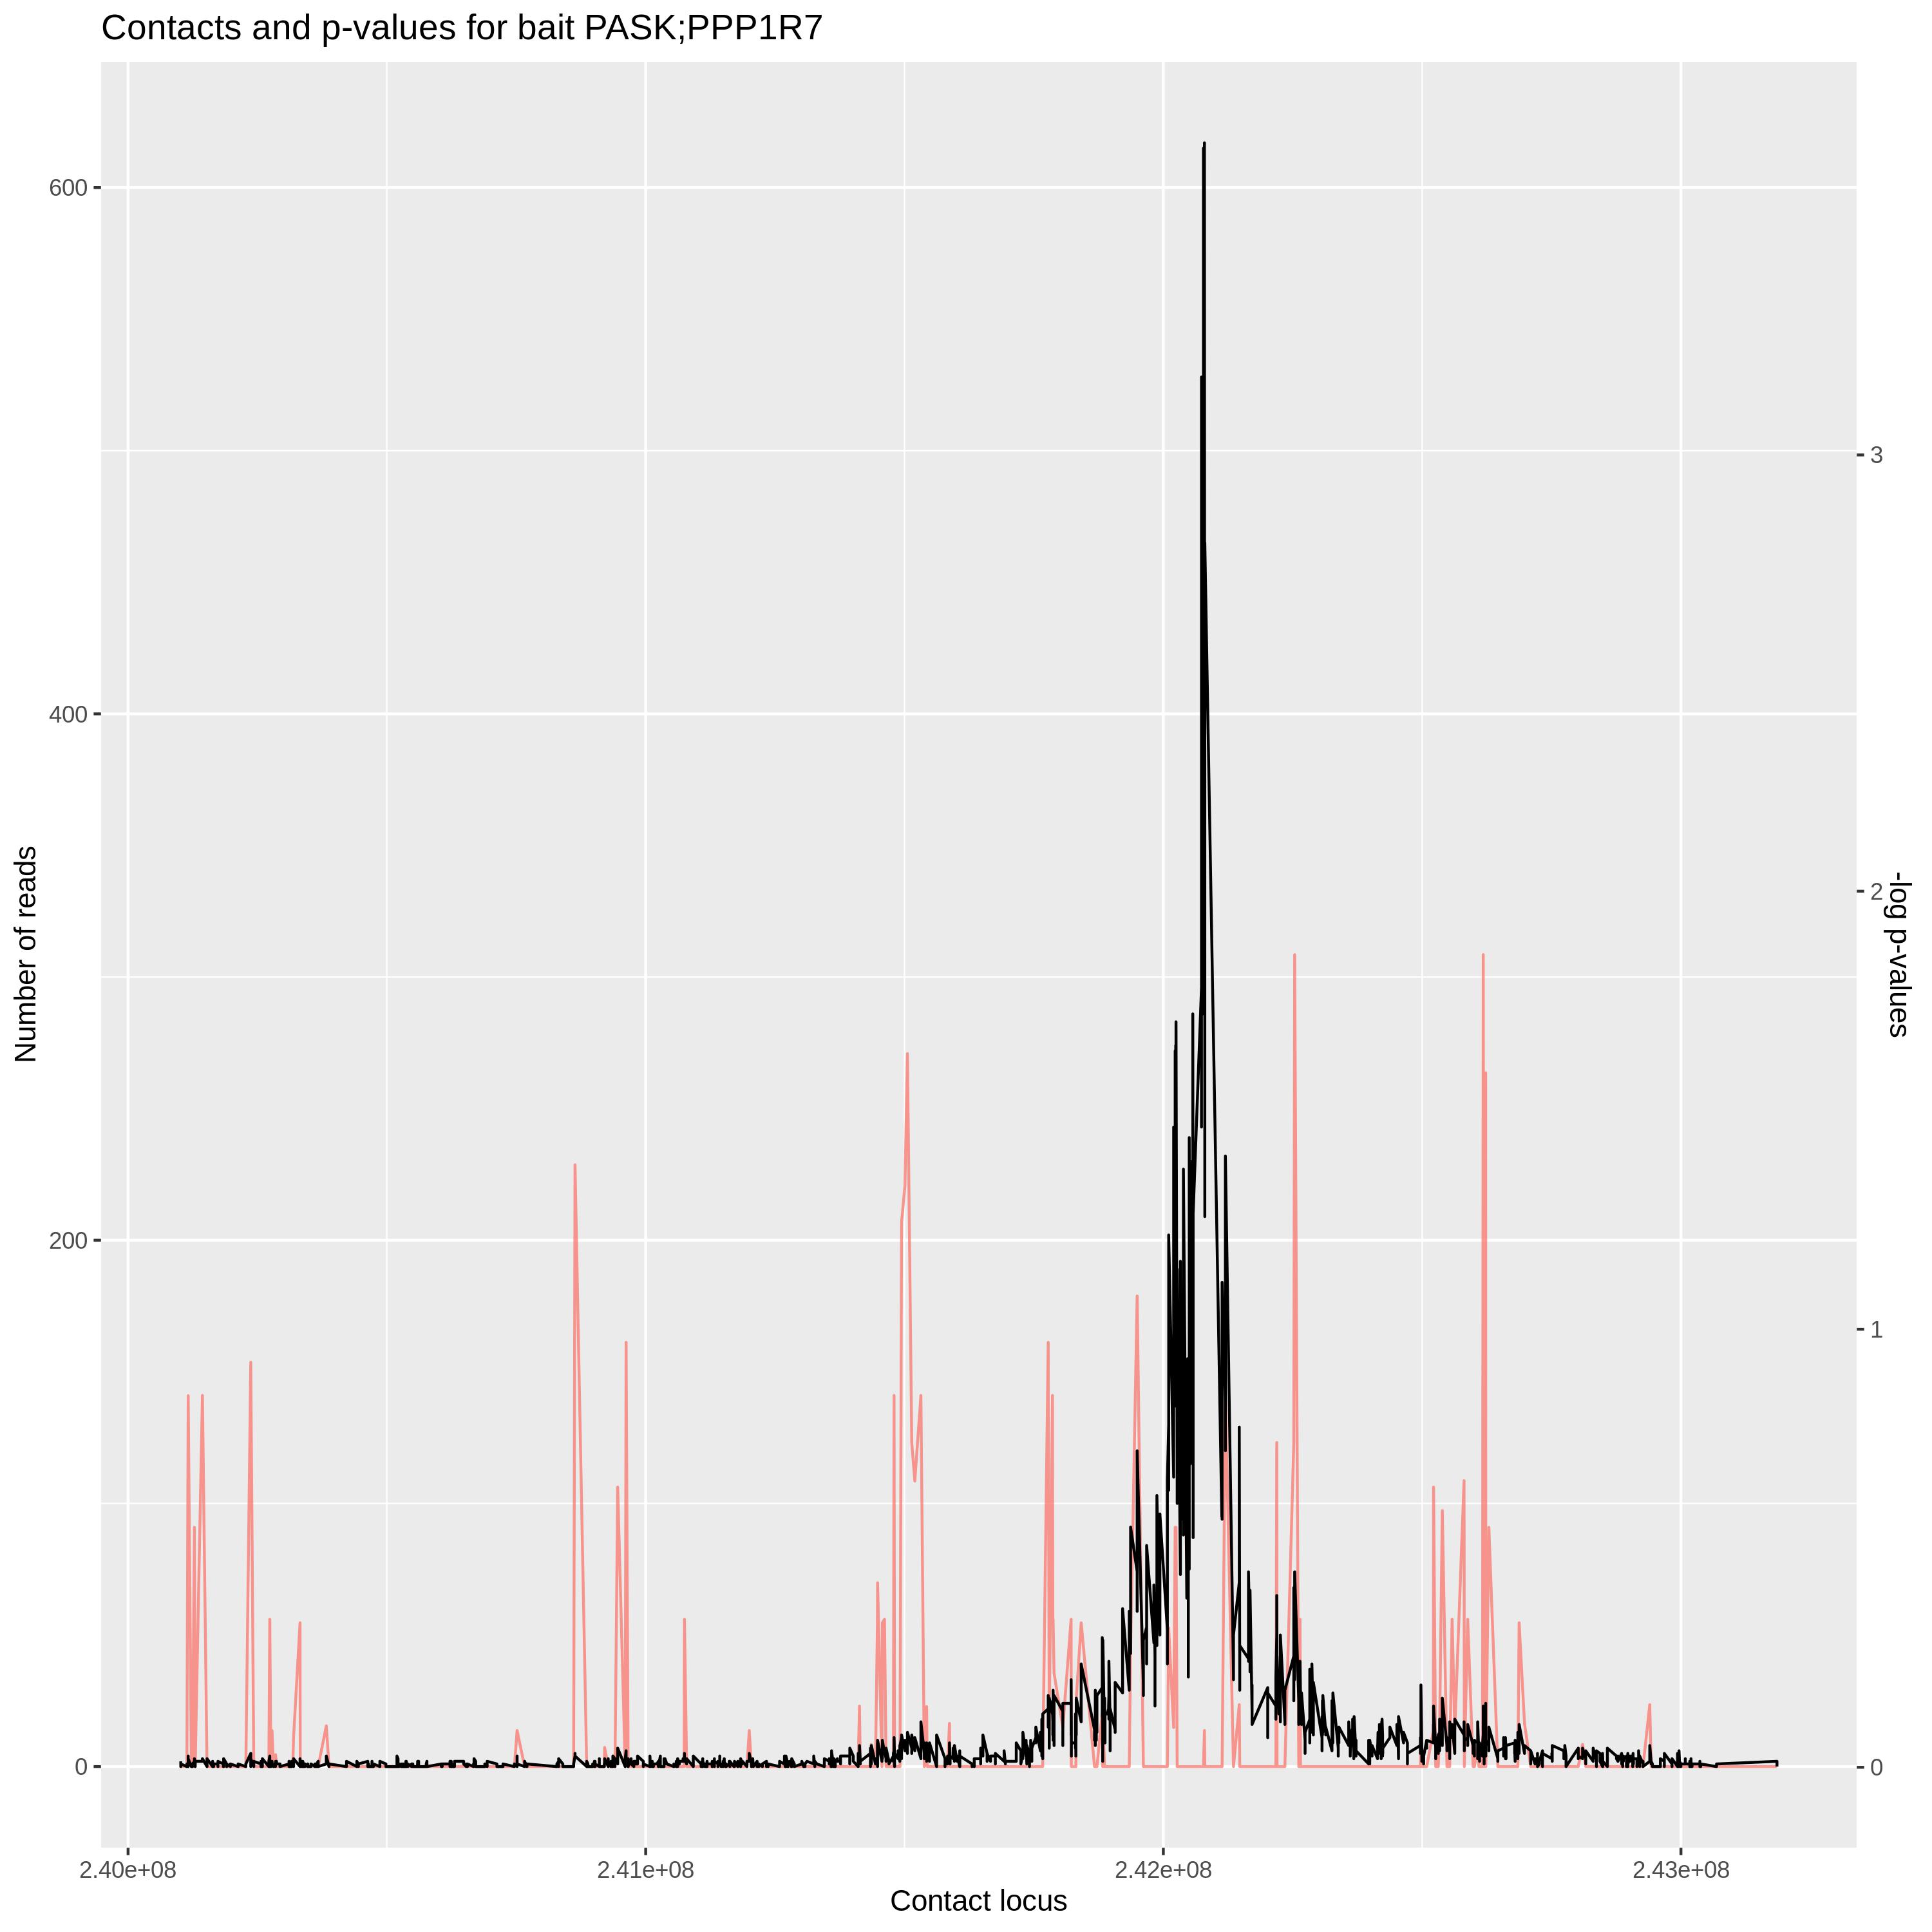 Contacts and p-values for bait PASK;PPP1R7
600
400
200
0
Number of reads
3
2
1
0
-log p-values
2.40e+08
2.41e+08
2.42e+08
2.43e+08
Contact locus